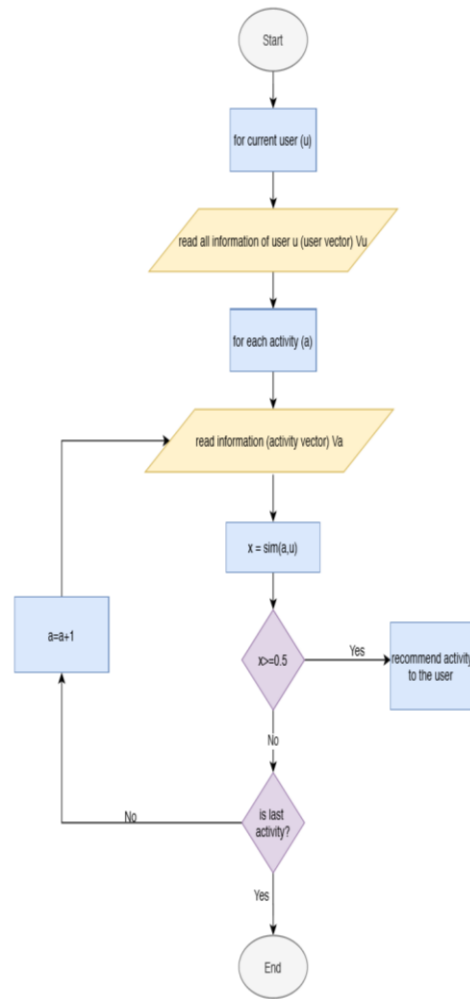 Start
for current user (u)
read all information of user u (user vector) Vu
for each activity (a)
read information (activity vector) Va
x = sim(a,u)
a=a+1
x>=0.5
Yes
recommend activity
to the user
No
is last
activity?
No
Yes
End